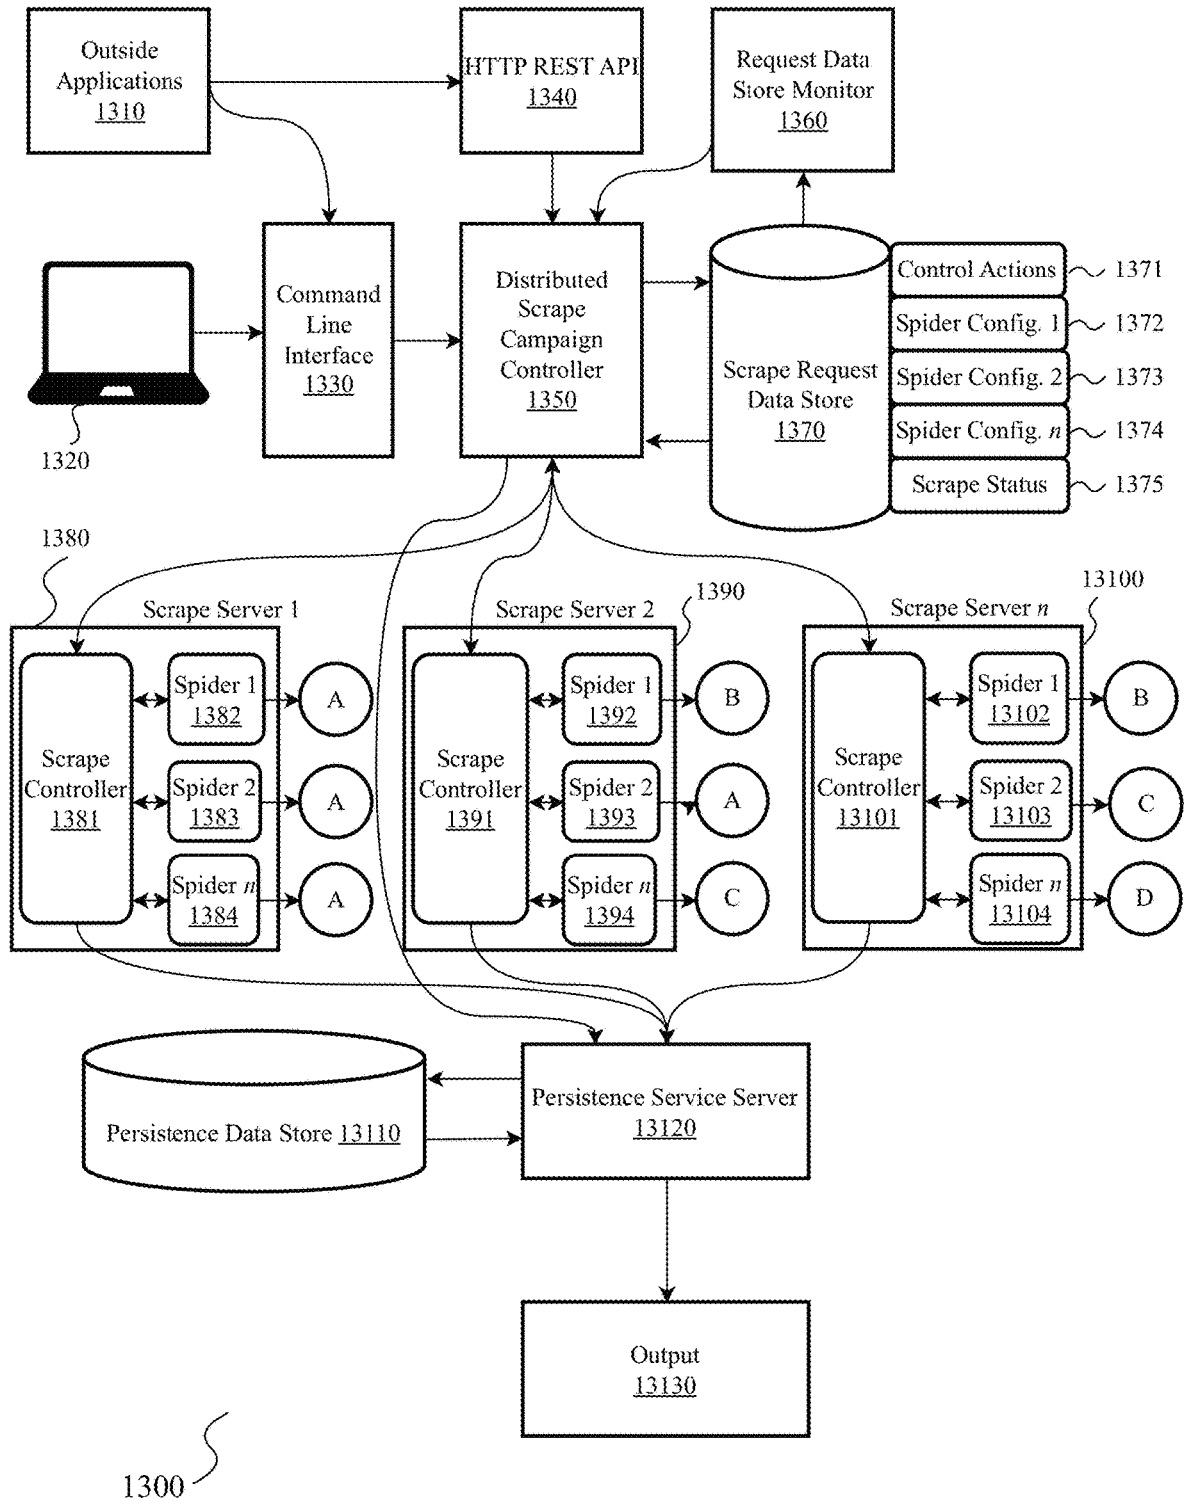 Outside
Applications
1310
HTTP REST API
1340
Request Data
Store Monitor
1360
Command
Line
Interface
1330
Distributed
Scrape
Campaign
Controller
1350
Scrape Request
Data Store
1370
Control Actions
1371
Spider Config. 1
1372
Spider Config. 2
1373
Spider Config. n
1374
Scrape Status
1375
1320
1380
Scrape Server 1
Scrape Server 2
1390
Scrape Server n
13100
Scrape
Controller
1381
Spider 1
1382
A
Spider 2
1383
A
Spider n
1384
A
Scrape
Controller
1391
Spider 1
1392
B
Spider 2
1393
A
Spider n
1394
C
Scrape
Controller
13101
Spider 1
13102
B
Spider 2
13103
C
Spider n
13104
D
Persistence Data Store 13110
Persistence Service Server
13120
Output
13130
1300